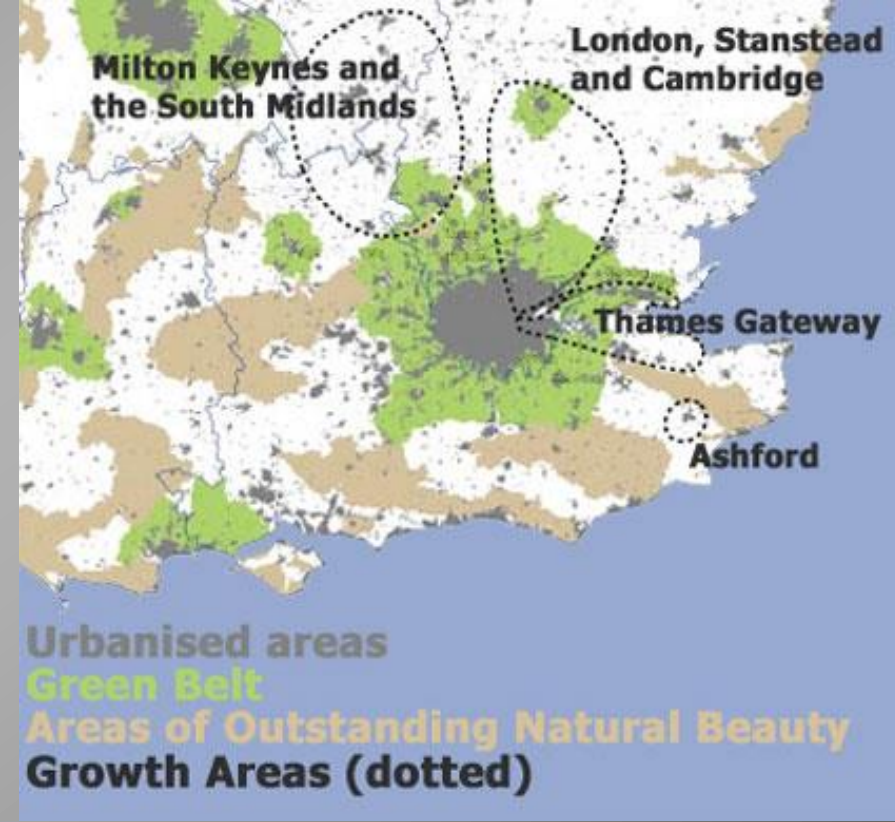 London, Stanstead
and Cambridge
Milton Keynes and
the South Midlands
Thames Gateway
Ashford
Urbanised areas
Green Belt
Areas of Outstanding Natural Beauty
Growth Areas (dotted)